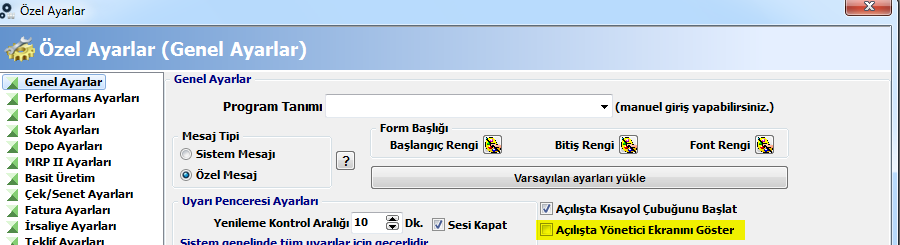 Özel Ayarlar
X
Özel Ayarlar (Genel Ayarlar)
Genel Ayarlar
Performans Ayarları
Cari Ayarları
Stok Ayarları
Depo Ayarları
MRP II Ayarları
Basit Üretim
Çek/Senet Ayarları
Fatura Ayarları
İrsaliye Ayarları
Teklif Ayarları
Genel Ayarlar
Program Tanımı (manuel giriş yapabilirsiniz.)
Mesaj Tipi
Sistem Mesajı
Özel Mesaj
?
Form Başlığı
Başlangıç Rengi Bitiş Rengi Font Rengi
Varsayılan ayarları yükle
Uyarı Penceresi Ayarları
Yenileme Kontrol Aralığı 10 Dk. Sesi Kapat
Sistem genelinde tüm uyarılar için geçerlidir.
Açılışta Kısayol Çubuğunu Başlat
Açılışta Yönetici Ekranını Göster